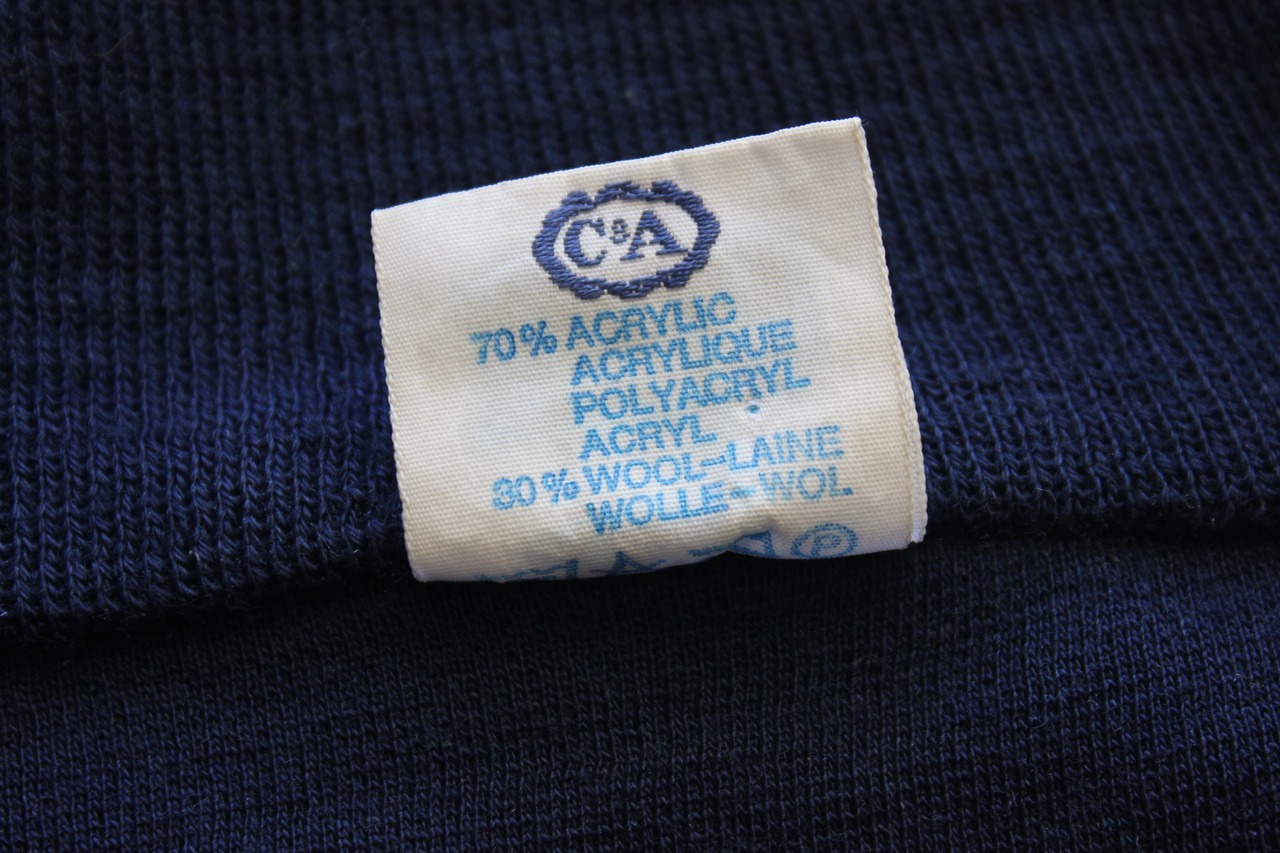 C&A
70% ACRYLIC
ACRYLIQUE
POLYACRYL
ACRYL
30% WOOL-LAINE
WOLLE-WOL
P